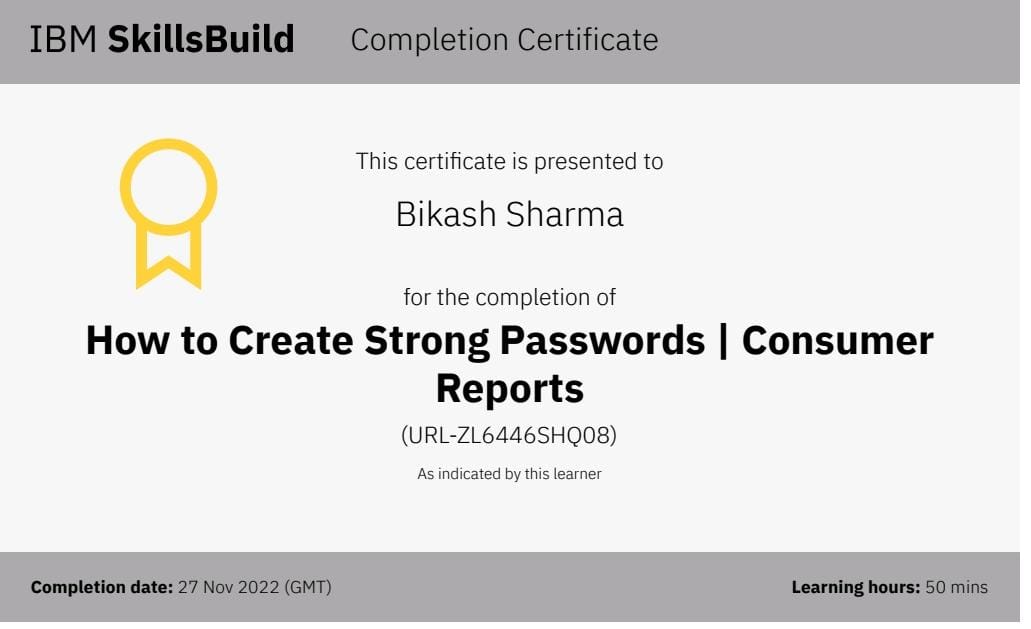 IBM SkillsBuild Completion Certificate
This certificate is presented to
Bikash Sharma
for the completion of
How to Create Strong Passwords | Consumer
Reports
(URL-ZL6446SHQ08)
As indicated by this learner
Completion date: 27 Nov 2022 (GMT) Learning hours: 50 mins